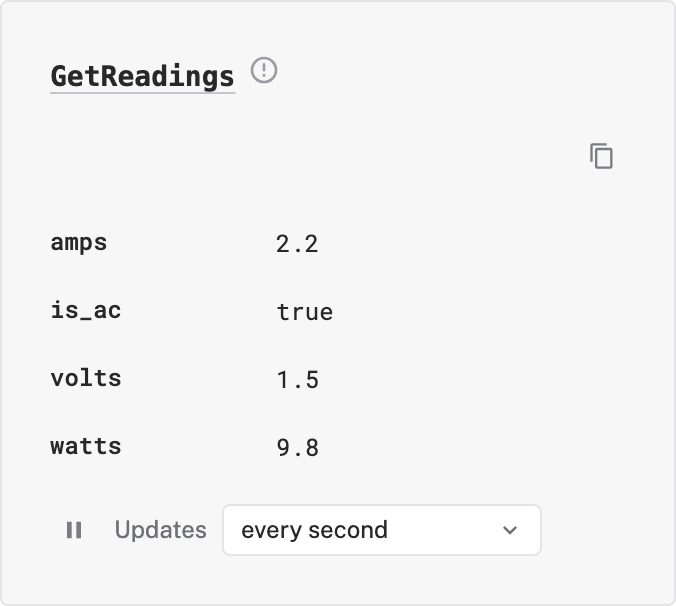 GetReadings
amps 2.2
is_ac true
volts 1.5
watts 9.8
Updates every second